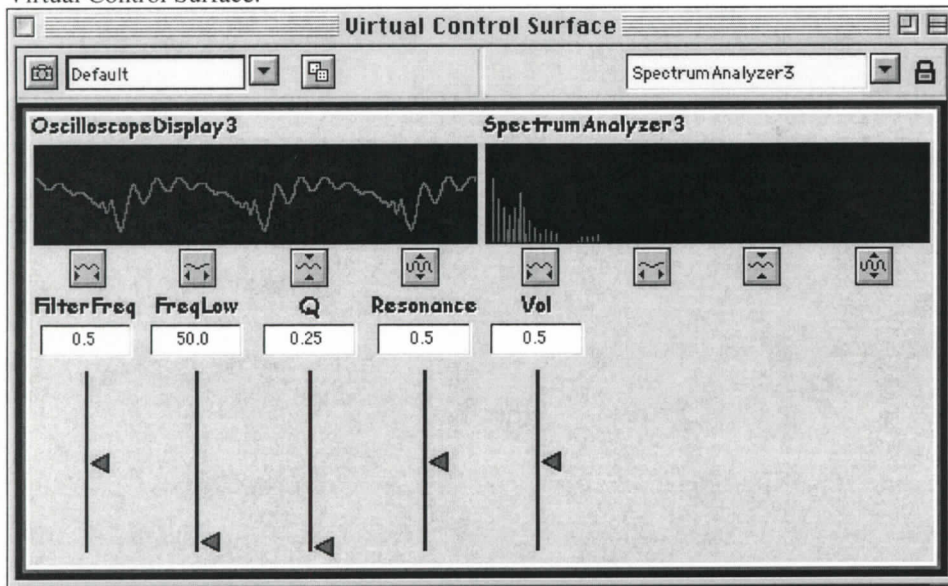 Virtual Control Surface.
Virtual Control Surface
Default
SpectrumAnalyzer3
OscilloscopeDisplay3
SpectrumAnalyzer3
FilterFreq FreqLow Q Resonance Vol
0.5 50.0 0.25 0.5 0.5